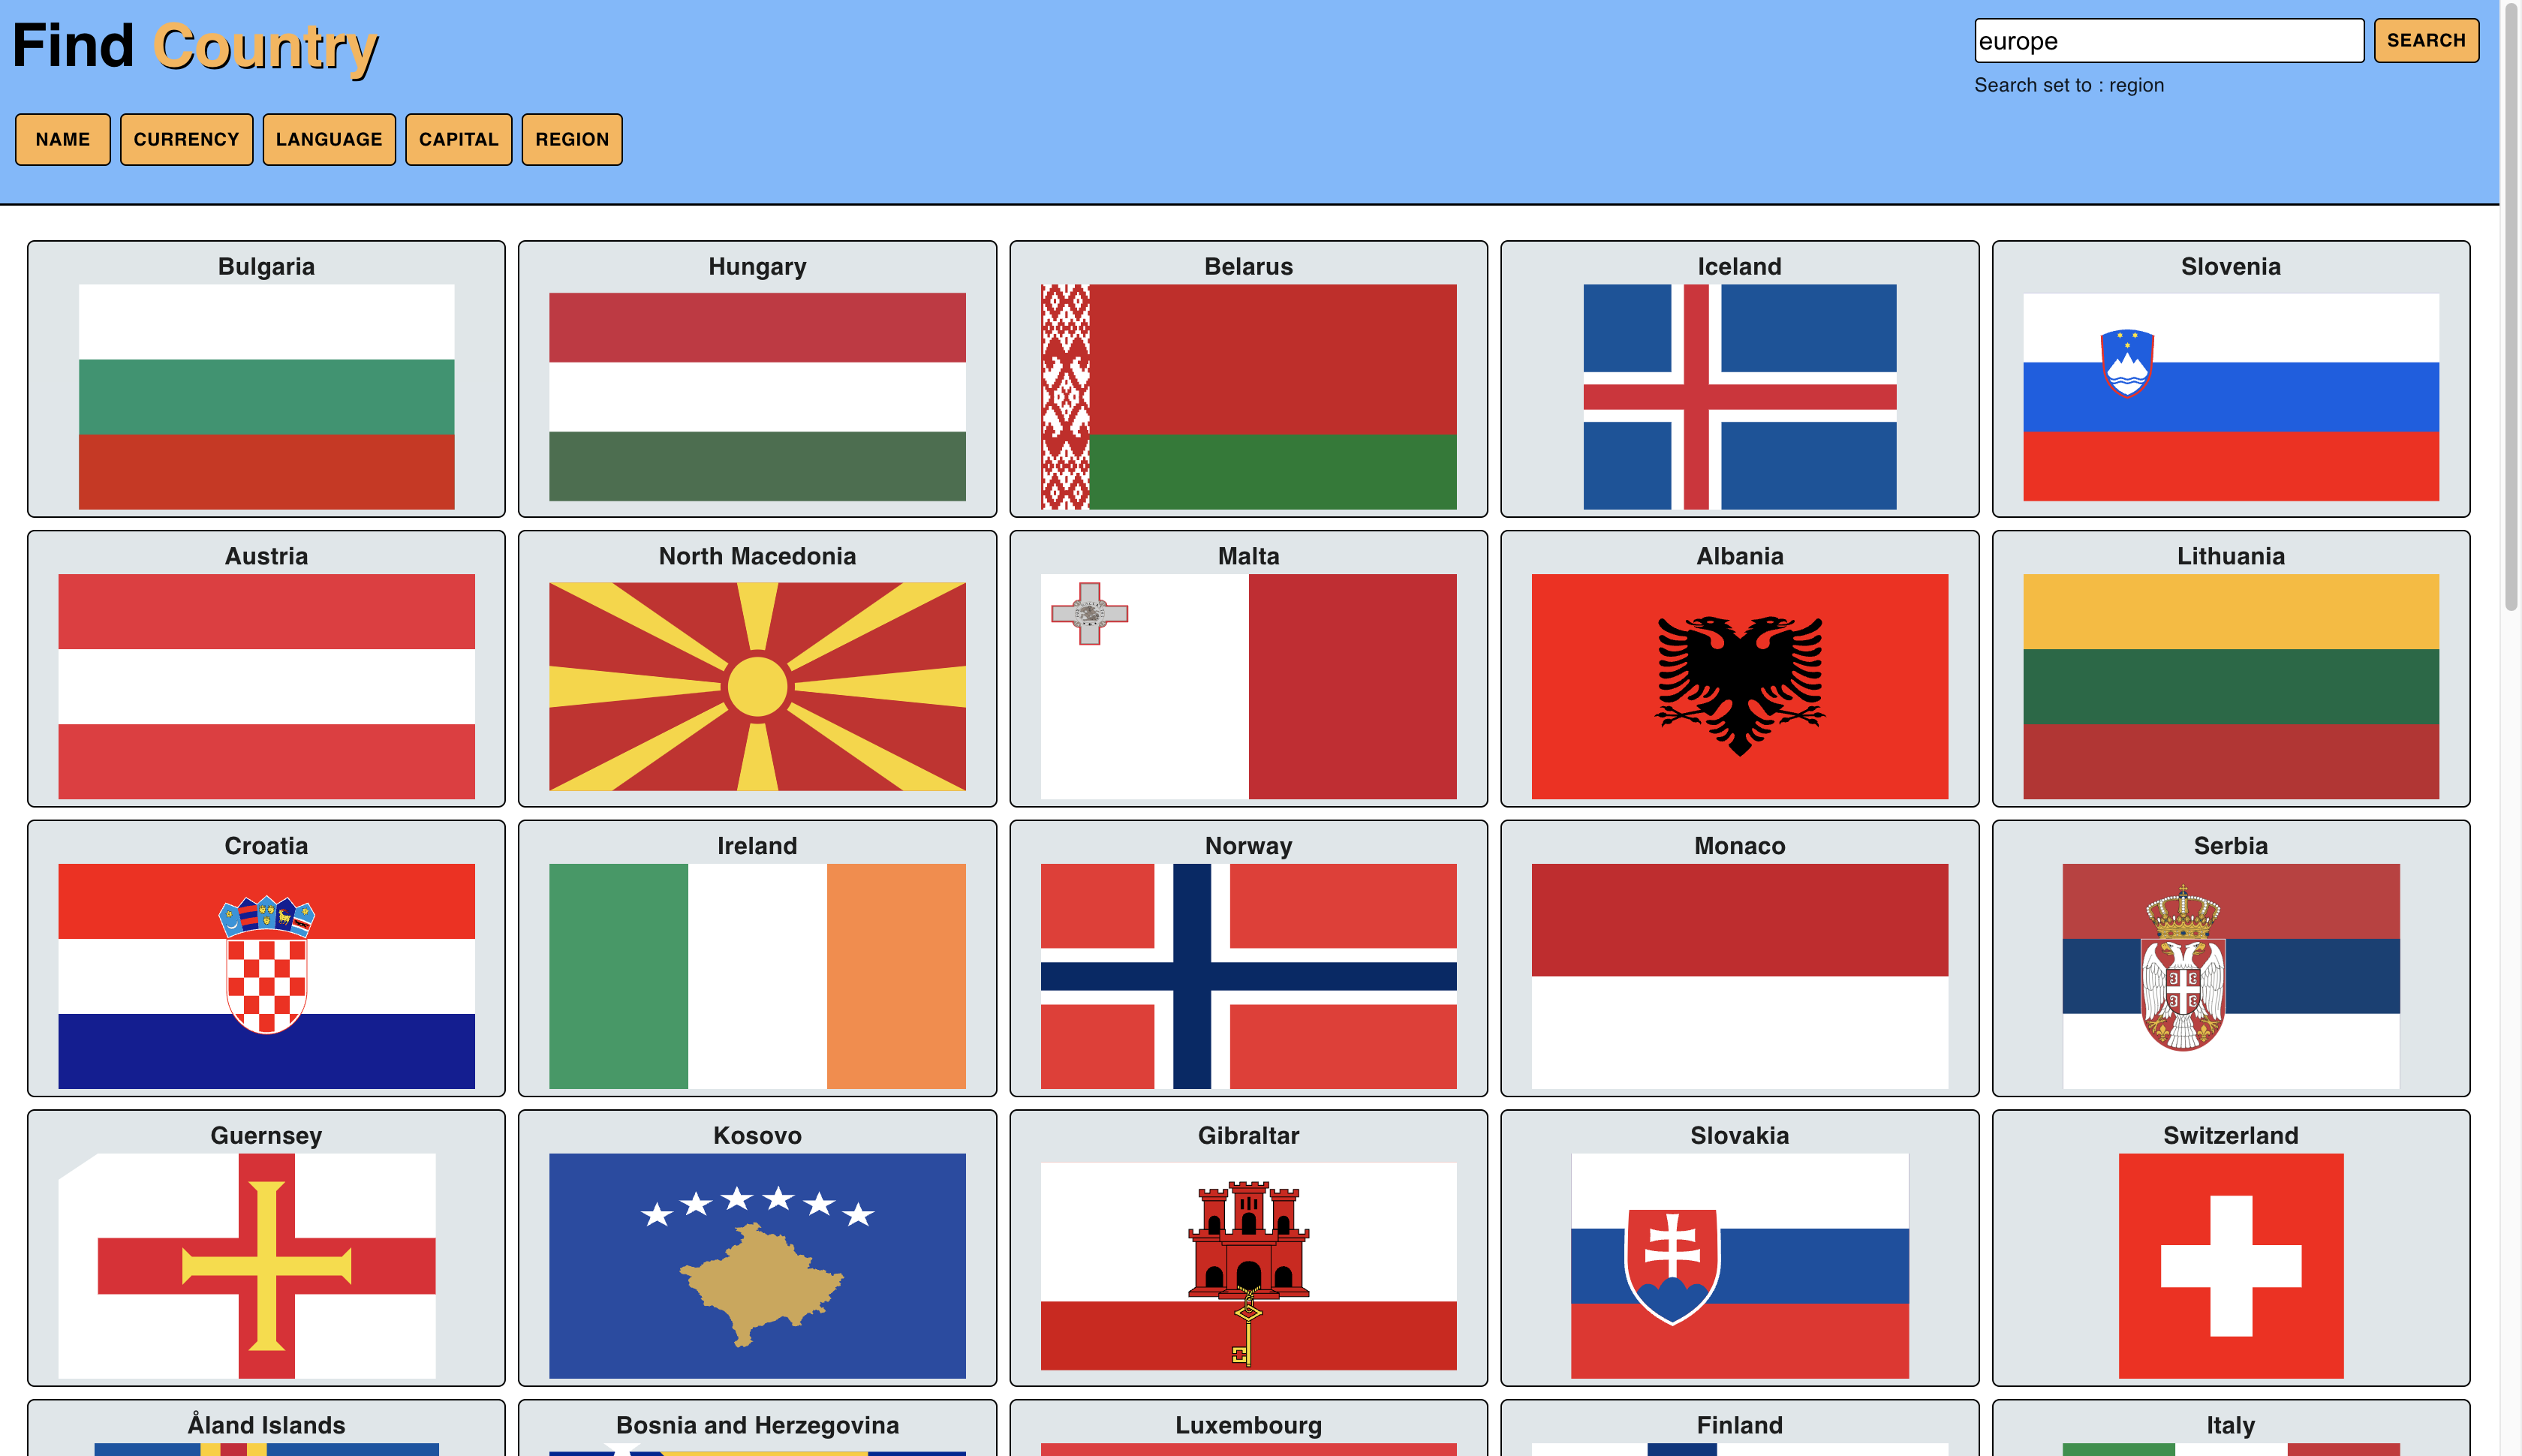 Find Country
europe
SEARCH
Search set to : region
NAME
CURRENCY
LANGUAGE
CAPITAL
REGION
Bulgaria
Hungary
Belarus
Iceland
Slovenia
Austria
North Macedonia
Malta
Albania
Lithuania
Croatia
Ireland
Norway
Monaco
Serbia
Guernsey
Kosovo
Gibraltar
Slovakia
Switzerland
Åland Islands
Bosnia and Herzegovina
Luxembourg
Finland
Italy